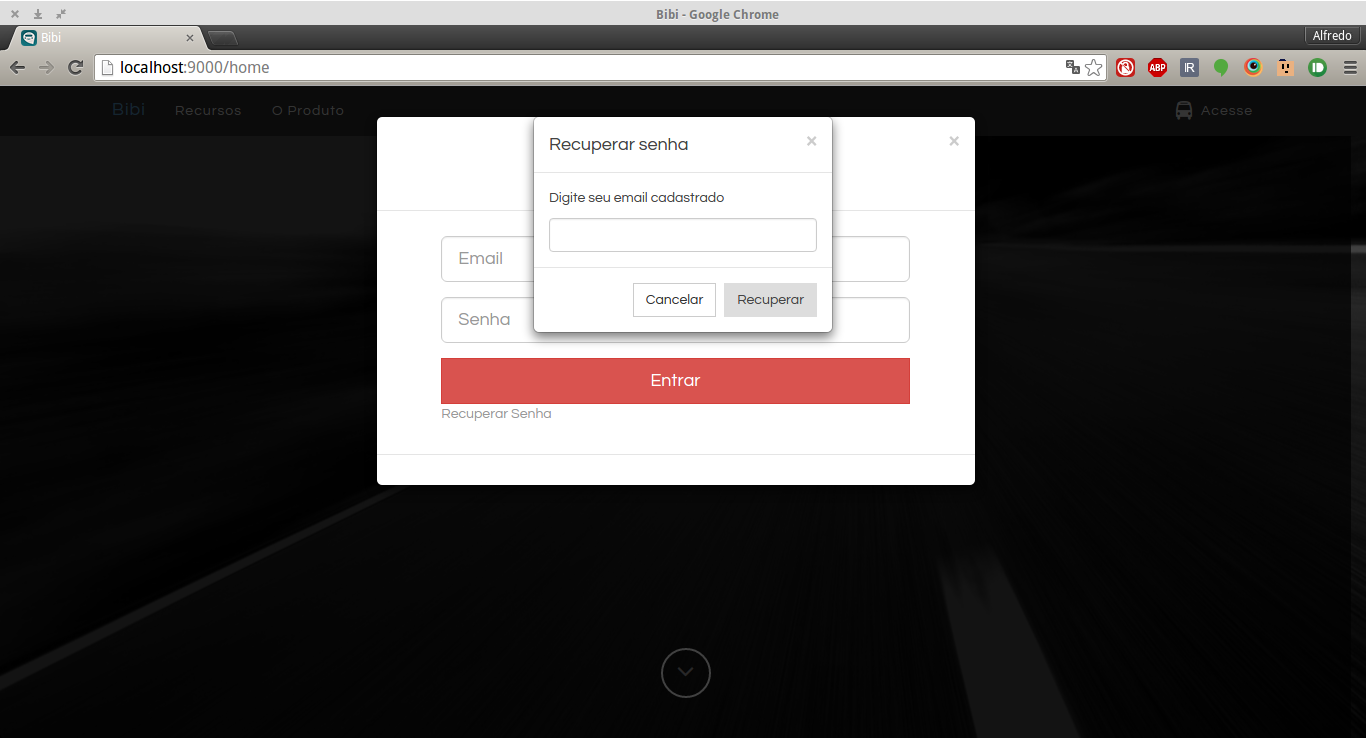 Bibi - Google Chrome
Bibi
Alfredo
localhost:9000/home
ABP
IR
Bibi Recursos O Produto Acesse
Recuperar senha × ×
Digite seu email cadastrado
Email
Cancelar Recuperar
Senha
Entrar
Recuperar Senha